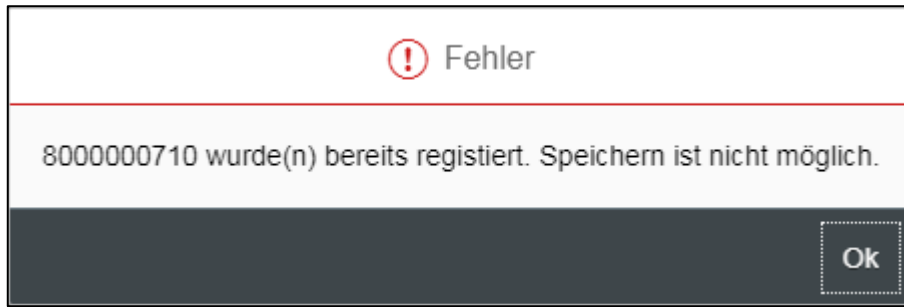 Fehler
8000000710 wurde(n) bereits registiert. Speichern ist nicht möglich.
Ok